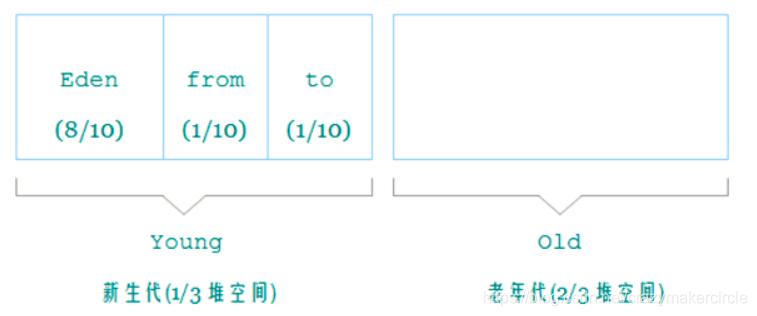 Eden from to
(8/10) (1/10) (1/10)
Young Old
新生代(1/3 堆空间) 老年代(2/3 堆空间)